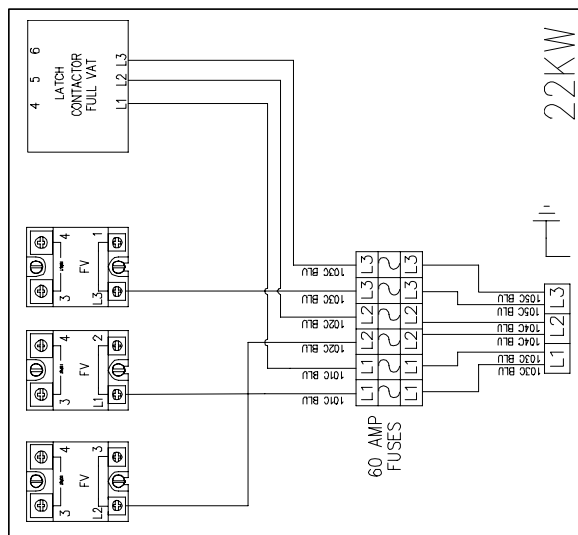 3 4
FV
L2 3
3 4
FV
L1 2
3 4
FV
L3 1
4 5 6
LATCH
CONTACTOR
FULL VAT
L1 L2 L3
101C BLU 101C BLU 102C BLU 102C BLU 103C BLU 103C BLU
L1 L1 L2 L2 L3 L3
60 AMP
FUSES
L1 L1 L2 L2 L3 L3
103C BLU 103C BLU 104C BLU 104C BLU 105C BLU 105C BLU
L1 L2 L3
22KW